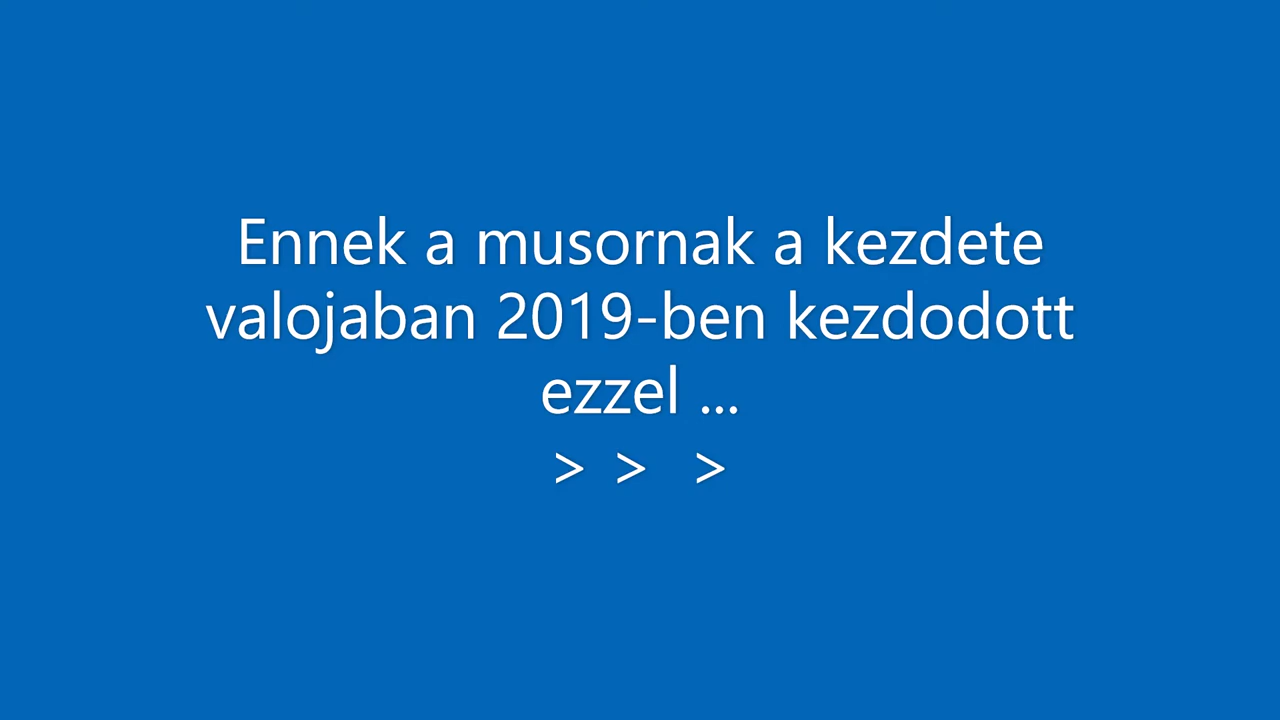 Ennek a musornak a kezdete
valojaban 2019-ben kezdodott
ezzel ...
> > >